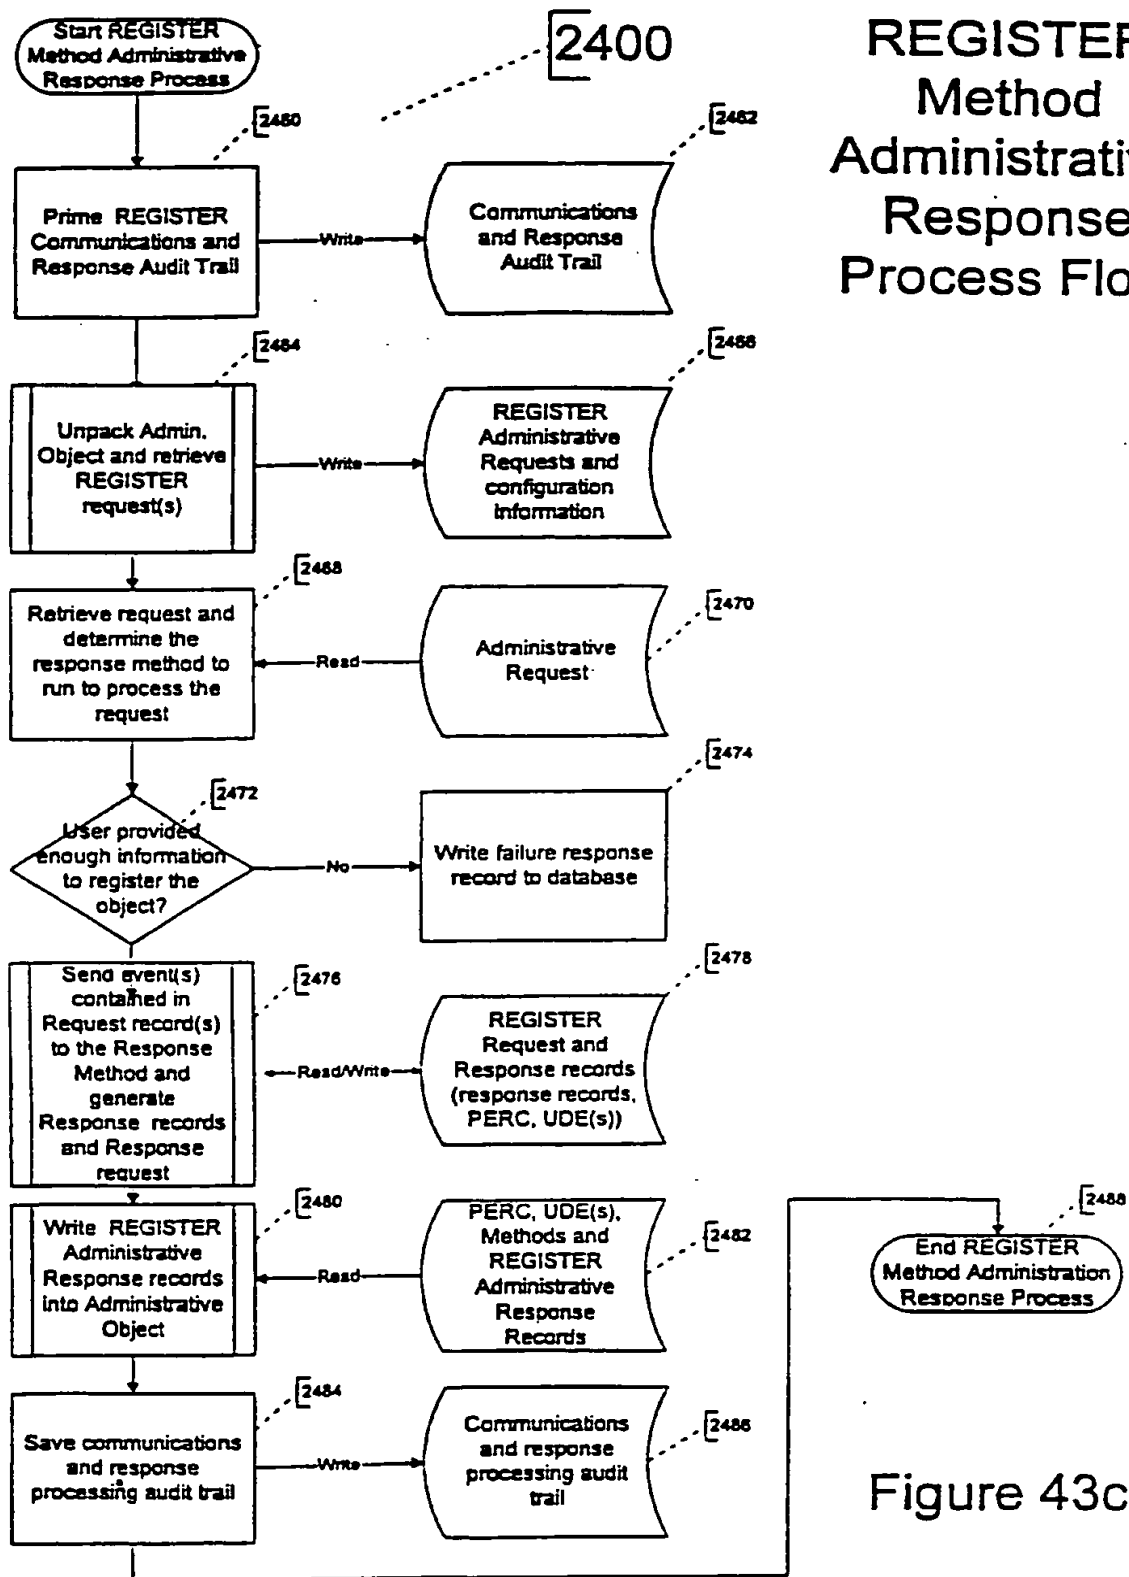 Start REGISTER
Method Administrative
Response Process
2400
REGISTER
Method
Administrativ
Response
Process Flo
2460
Prime REGISTER
Communications and
Response Audit Trail
Write
2462
Communications
and Response
Audit Trail
2464
Unpack Admin.
Object and retrieve
REGISTER
request(s)
Write
2466
REGISTER
Administrative
Requests and
configuration
information
2468
Retrieve request and
determine the
response method to
run to process the
request
Read
2470
Administrative
Request
2472
User provided
enough information
to register the
object?
No
2474
Write failure response
record to database
2476
Send event(s)
contained in
Request record(s)
to the Response
Method and
generate
Response records
and Response
request
Read/Write
2478
REGISTER
Request and
Response records
(response records,
PERC, UDE(s))
2480
Write REGISTER
Administrative
Response records
into Administrative
Object
Read
2482
PERC, UDE(s),
Methods and
REGISTER
Administrative
Response
Records
2484
Save communications
and response
processing audit trail
Write
2486
Communications
and response
processing audit
trail
2488
End REGISTER
Method Administration
Response Process
Figure 43c